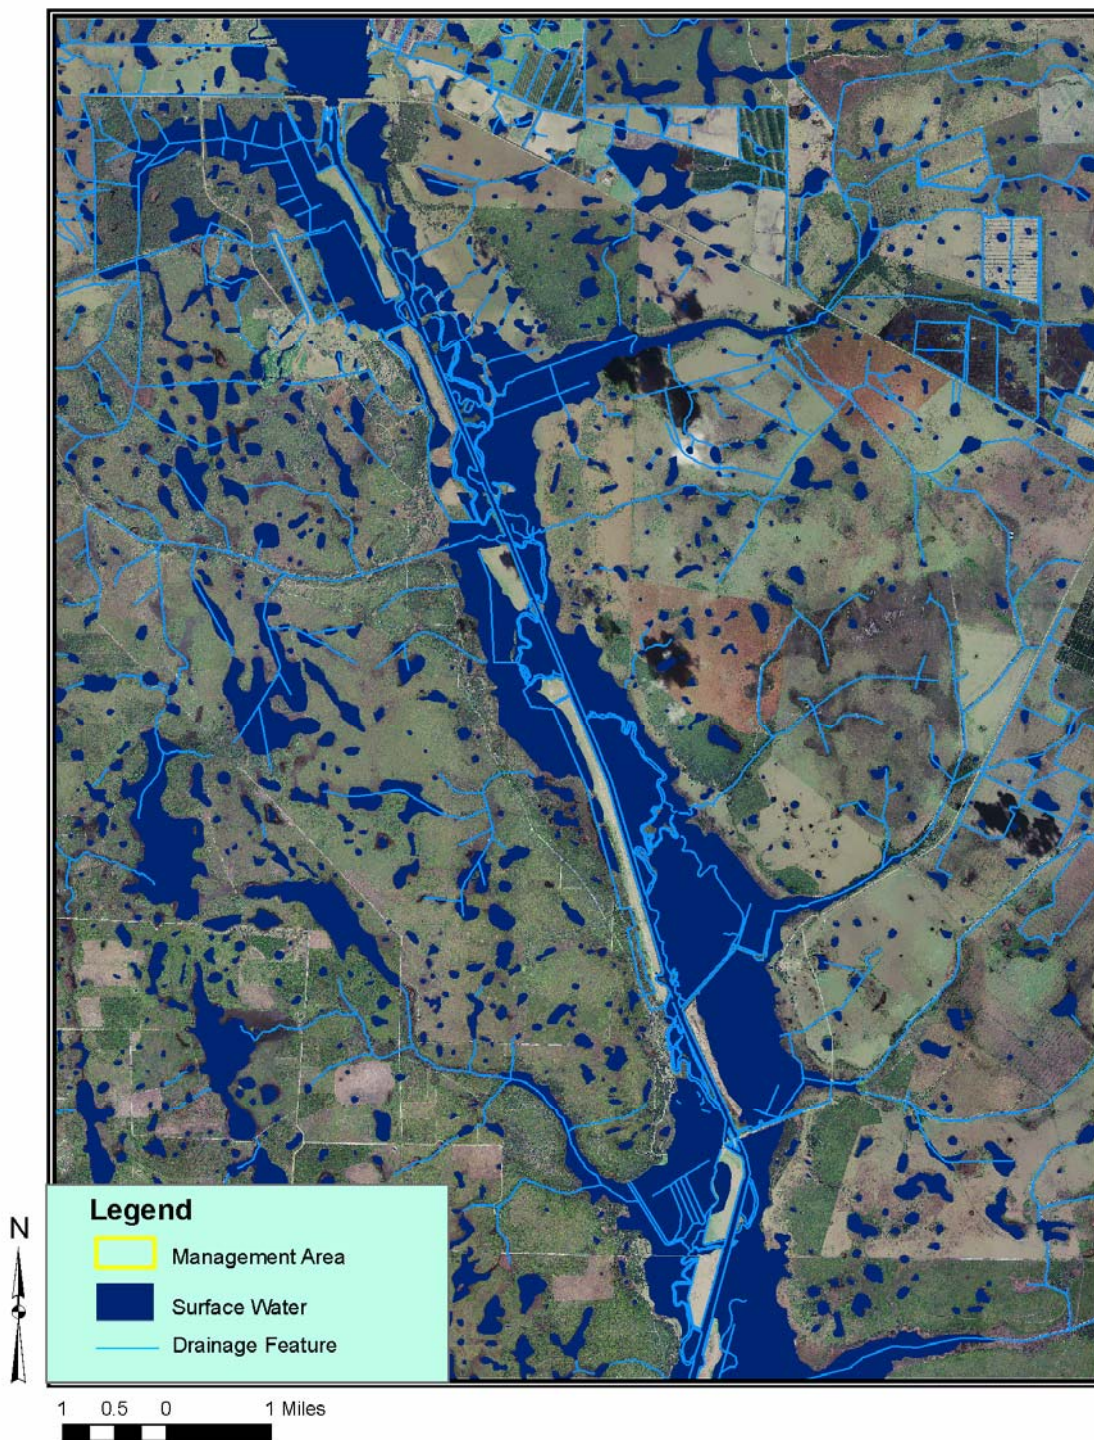 Legend
Management Area
Surface Water
Drainage Feature
N
1 0.5 0 1 Miles